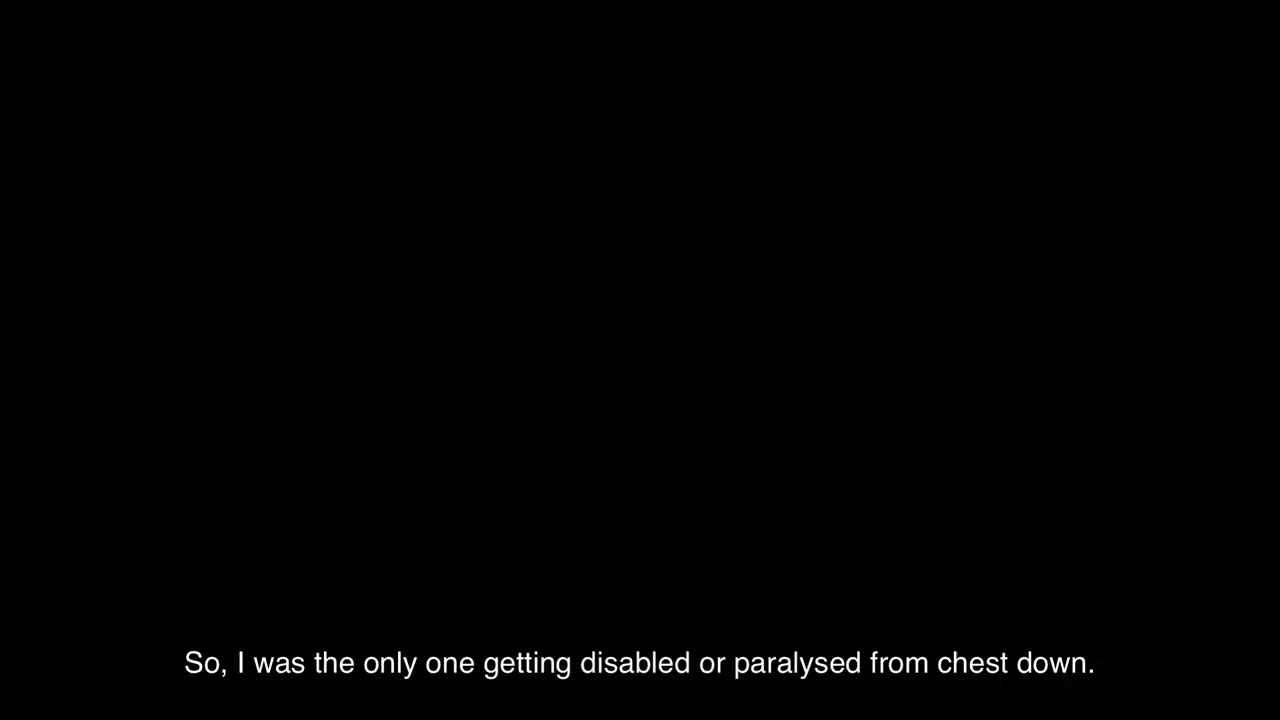 So, I was the only one getting disabled or paralysed from chest down.